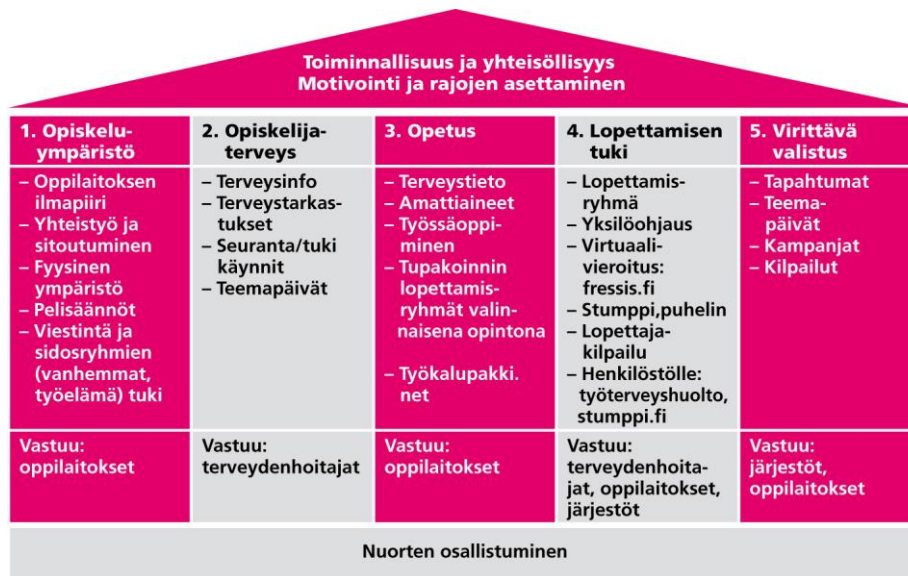 Toiminnallisuus ja yhteisöllisyys
Motivointi ja rajojen asettaminen
1. Opiskelu-
ympäristö
– Oppilaitoksen
ilmapiiri
– Yhteistyö ja
sitoutuminen
– Fyysinen
ympäristö
– Pelisäännöt
– Viestintä ja
sidosryhmien
(vanhemmat,
työelämä) tuki
Vastuu:
oppilaitokset
2. Opiskelija-
terveys
– Terveysinfo
– Terveystarkas-
tukset
– Seuranta/tuki
käynnit
– Teemapäivät
Vastuu:
terveydenhoitajat
3. Opetus
– Terveystieto
– Amattiaineet
– Työssäoppi-
minen
– Tupakoinnin
lopettamis-
ryhmät valin-
naisena opintona
– Työkalupakki.
net
Vastuu:
oppilaitokset
4. Lopettamisen
tuki
– Lopettamis-
ryhmä
– Yksilöohjaus
– Virtuaali-
vieroitus:
fressis.fi
– Stumppi,puhelin
– Lopettaja-
kilpailu
– Henkilöstölle:
työterveyshuolto,
stumppi.fi
Vastuu:
terveydenhoita-
jat, oppilaitokset,
järjestöt
5. Virittävä
valistus
– Tapahtumat
– Teema-
päivät
– Kampanjat
– Kilpailut
Vastuu:
järjestöt,
oppilaitokset
Nuorten osallistuminen